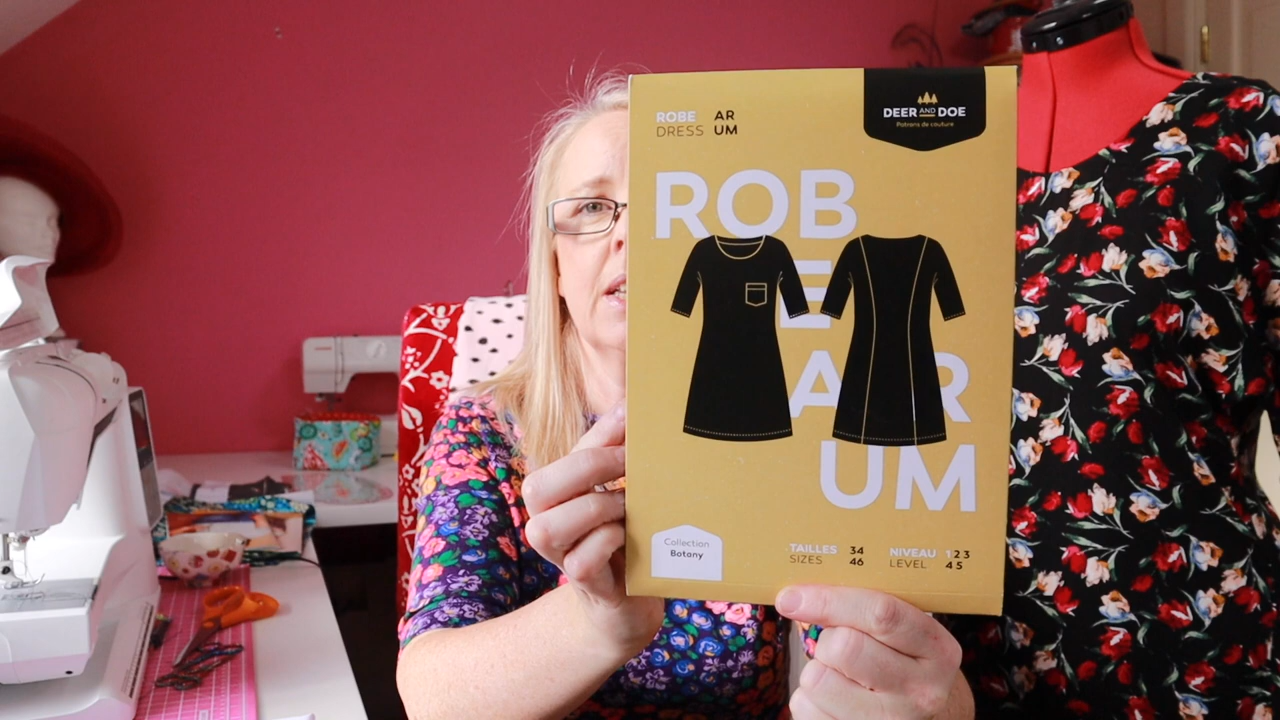 ROBE AR
DRESS UM
DEER AND DOE
Patrons de couture
ROB
E
AR
UM
Collection
Botany
TAILLES 34
SIZES 46
NIVEAU 1 2 3
LEVEL 4 5